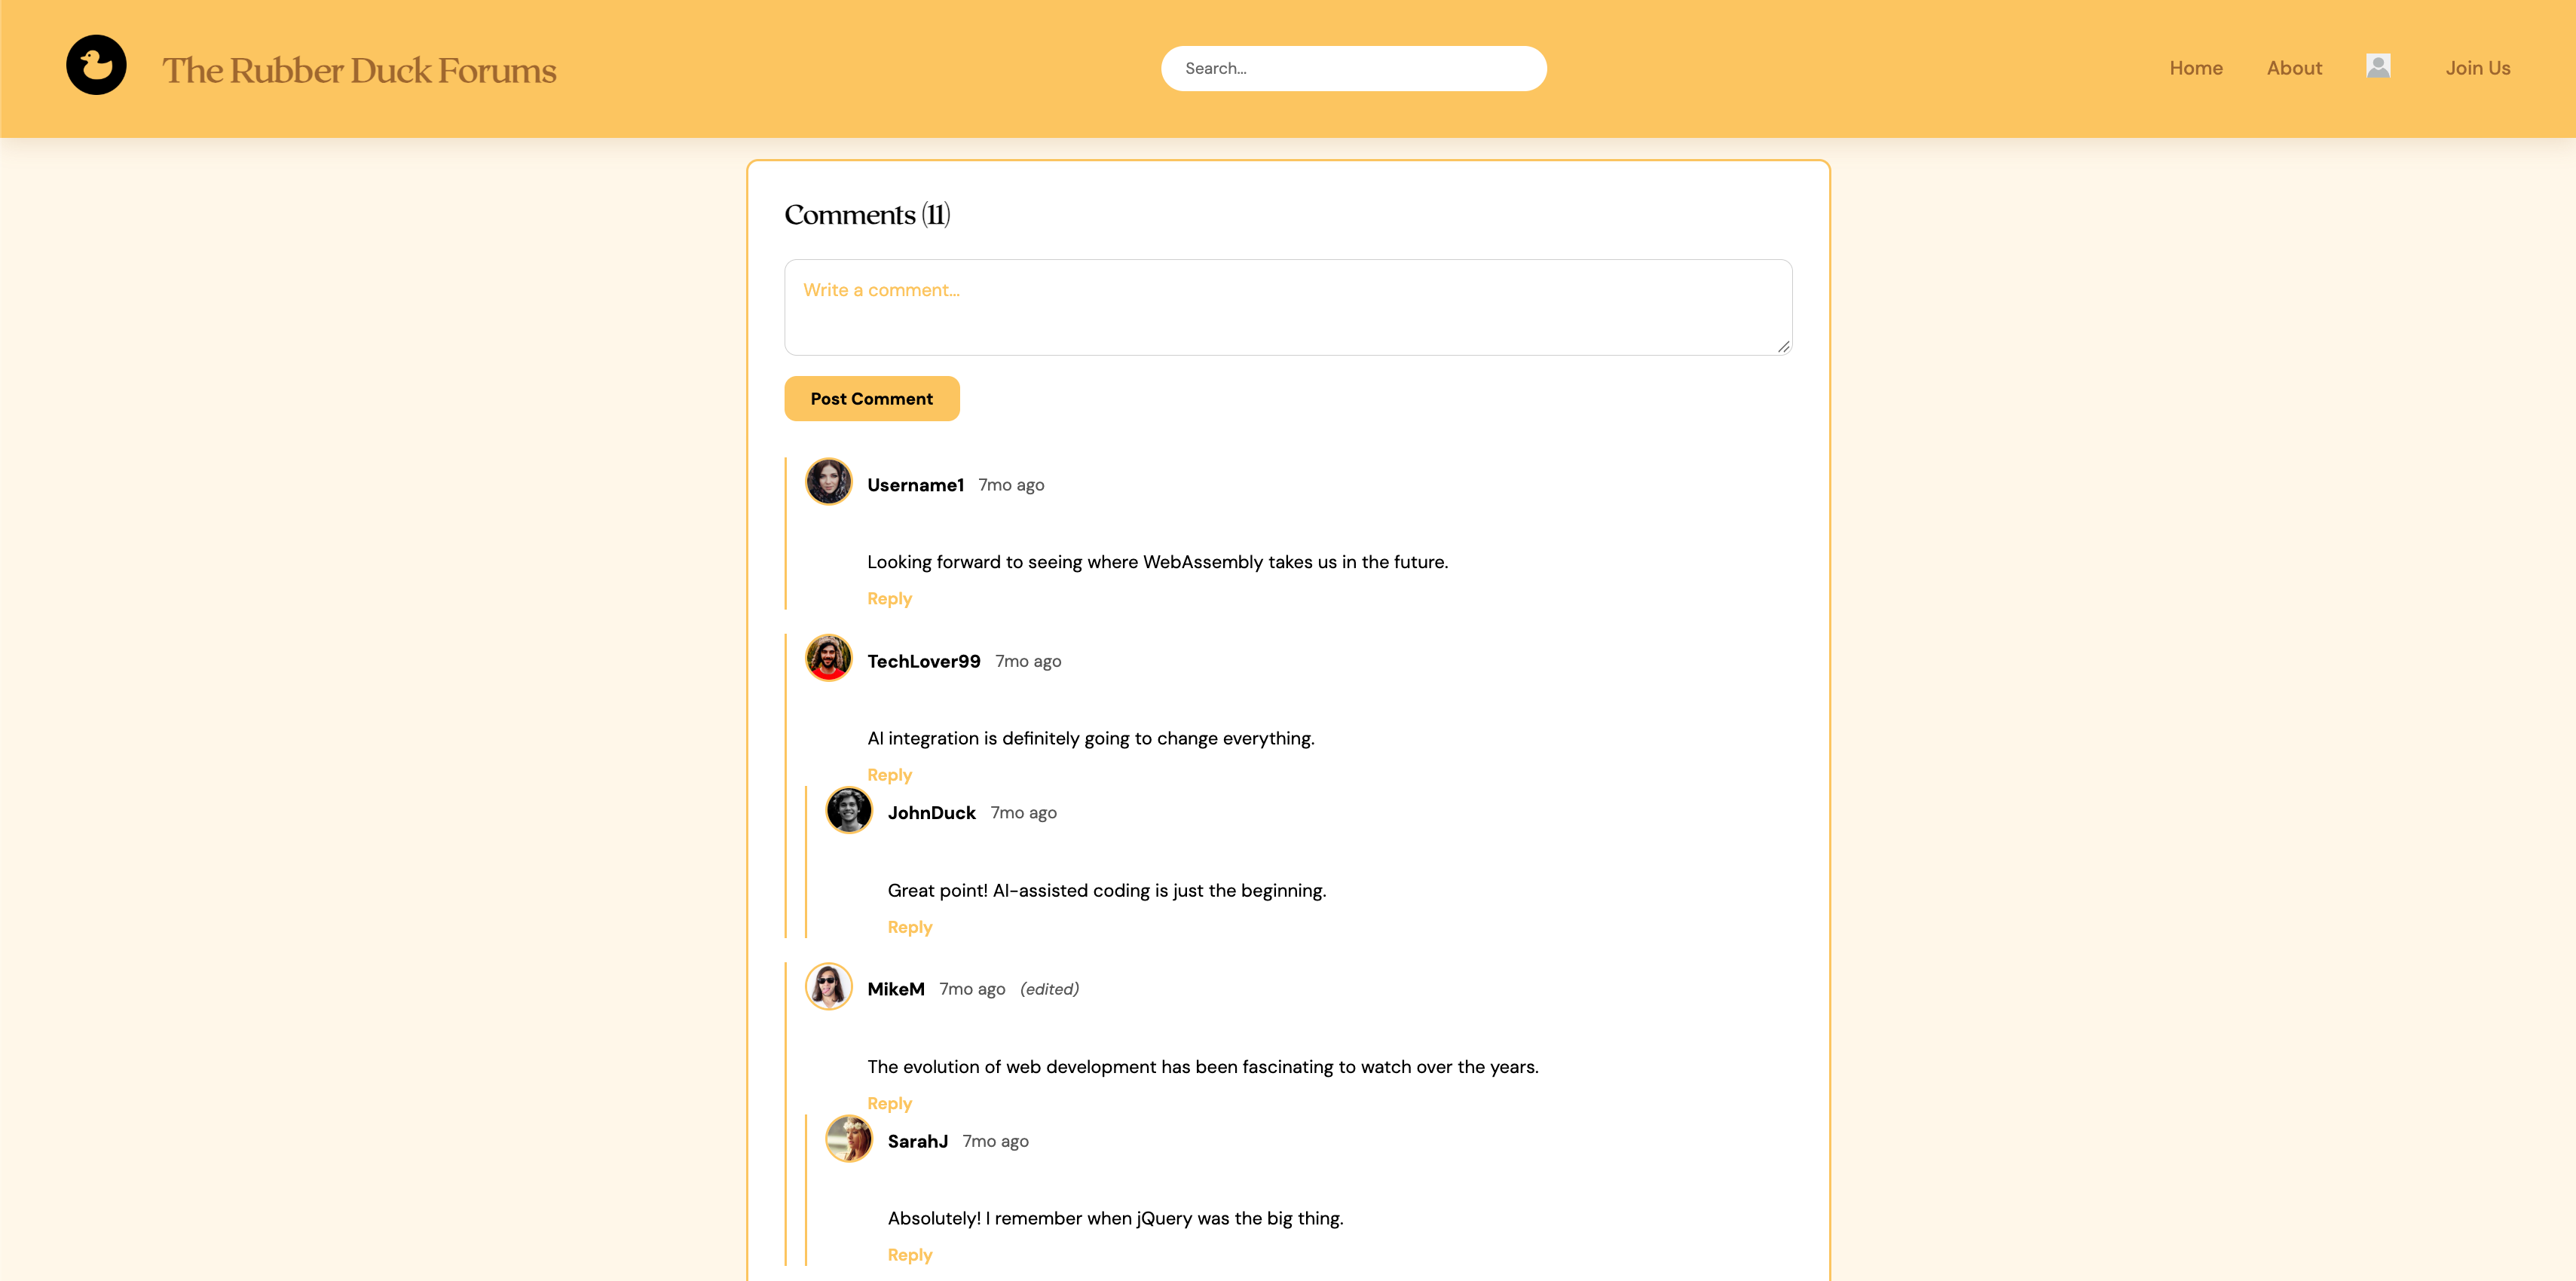 The Rubber Duck Forums
Search...
Home
About
Join Us
Comments (11)
Write a comment...
Post Comment
Username1 7mo ago
Looking forward to seeing where WebAssembly takes us in the future.
Reply
TechLover99 7mo ago
AI integration is definitely going to change everything.
Reply
JohnDuck 7mo ago
Great point! AI-assisted coding is just the beginning.
Reply
MikeM 7mo ago (edited)
The evolution of web development has been fascinating to watch over the years.
Reply
SarahJ 7mo ago
Absolutely! I remember when jQuery was the big thing.
Reply